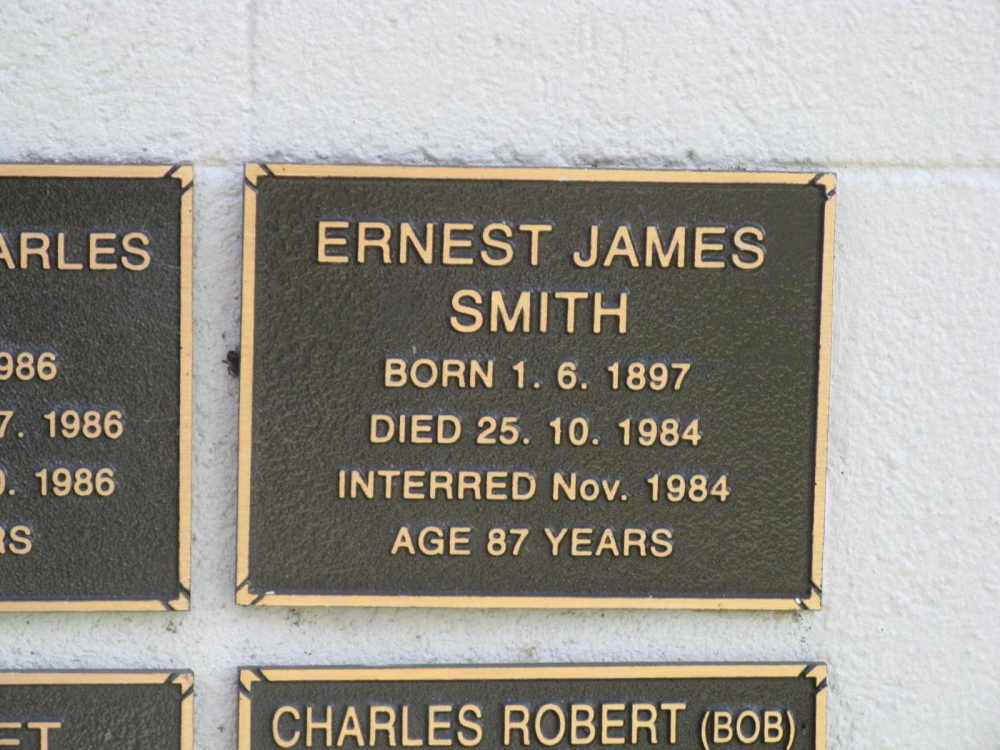 ERNEST JAMES
SMITH
BORN 1. 6. 1897
DIED 25. 10. 1984
INTERRED Nov. 1984
AGE 87 YEARS
1986
CHARLES ROBERT (BOB)